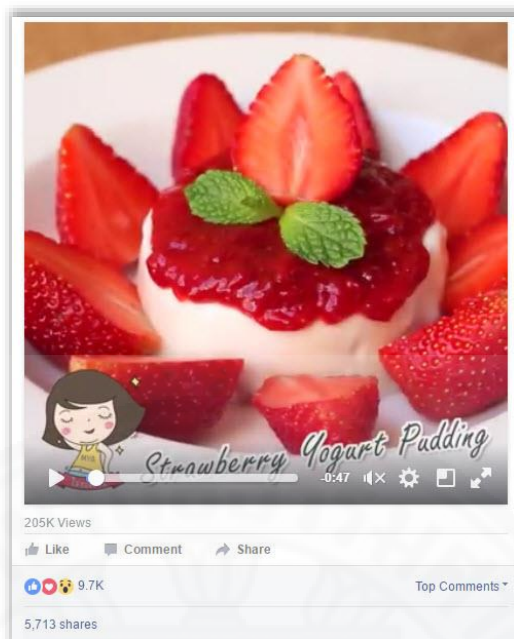 Strawberry Yogurt Pudding
-0:47
205K Views
Like Comment Share
9.7K Top Comments
5,713 shares